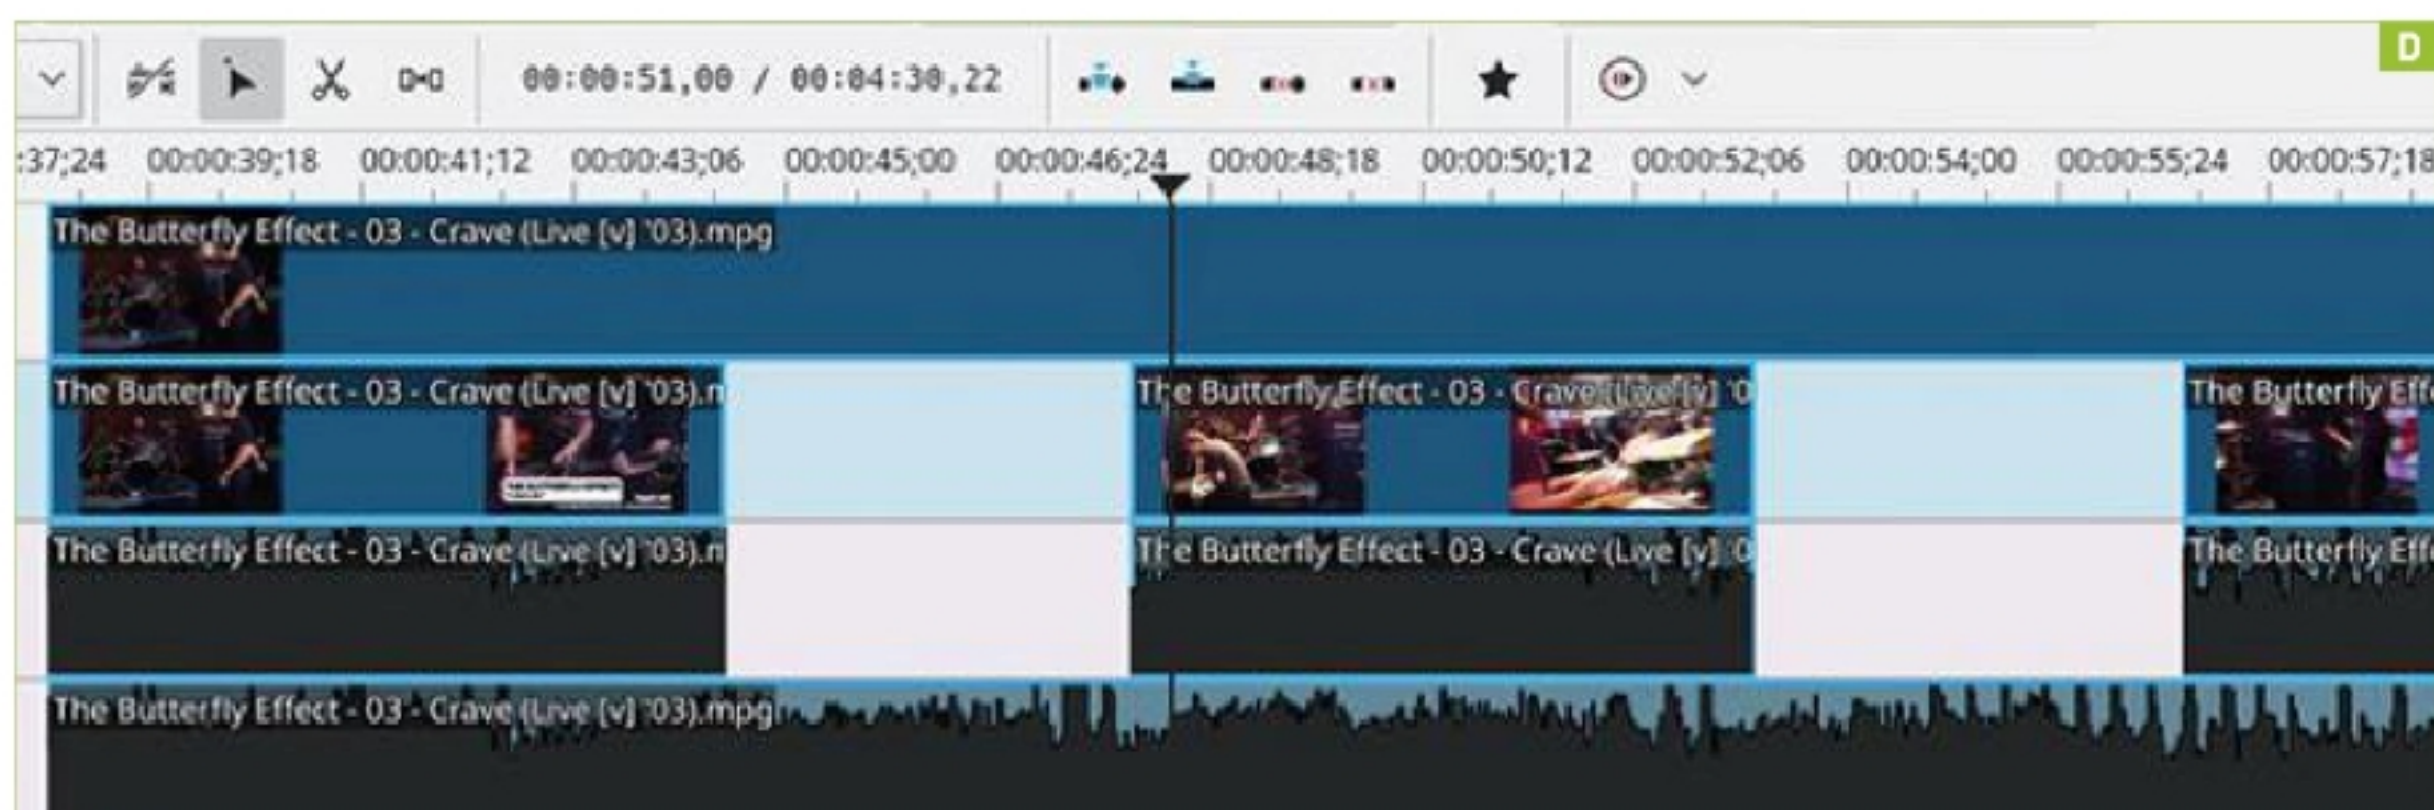 D
00:00:51,00 / 00:04:30,22
:37;24 00:00:39;18 00:00:41;12 00:00:43;06 00:00:45;00 00:00:46;24 00:00:48;18 00:00:50;12 00:00:52;06 00:00:54;00 00:00:55;24 00:00:57;18
The Butterfly Effect - 03 - Crave (Live [v] '03).mpg
The Butterfly Effect - 03 - Crave (Live [v] '03).m The Butterfly Effect - 03 - Crave (Live [v] '0 The Butterfly Effe
The Butterfly Effect - 03 - Crave (Live [v] '03).m The Butterfly Effect - 03 - Crave (Live [v] '0 The Butterfly Effe
The Butterfly Effect - 03 - Crave (Live [v] '03).mpg